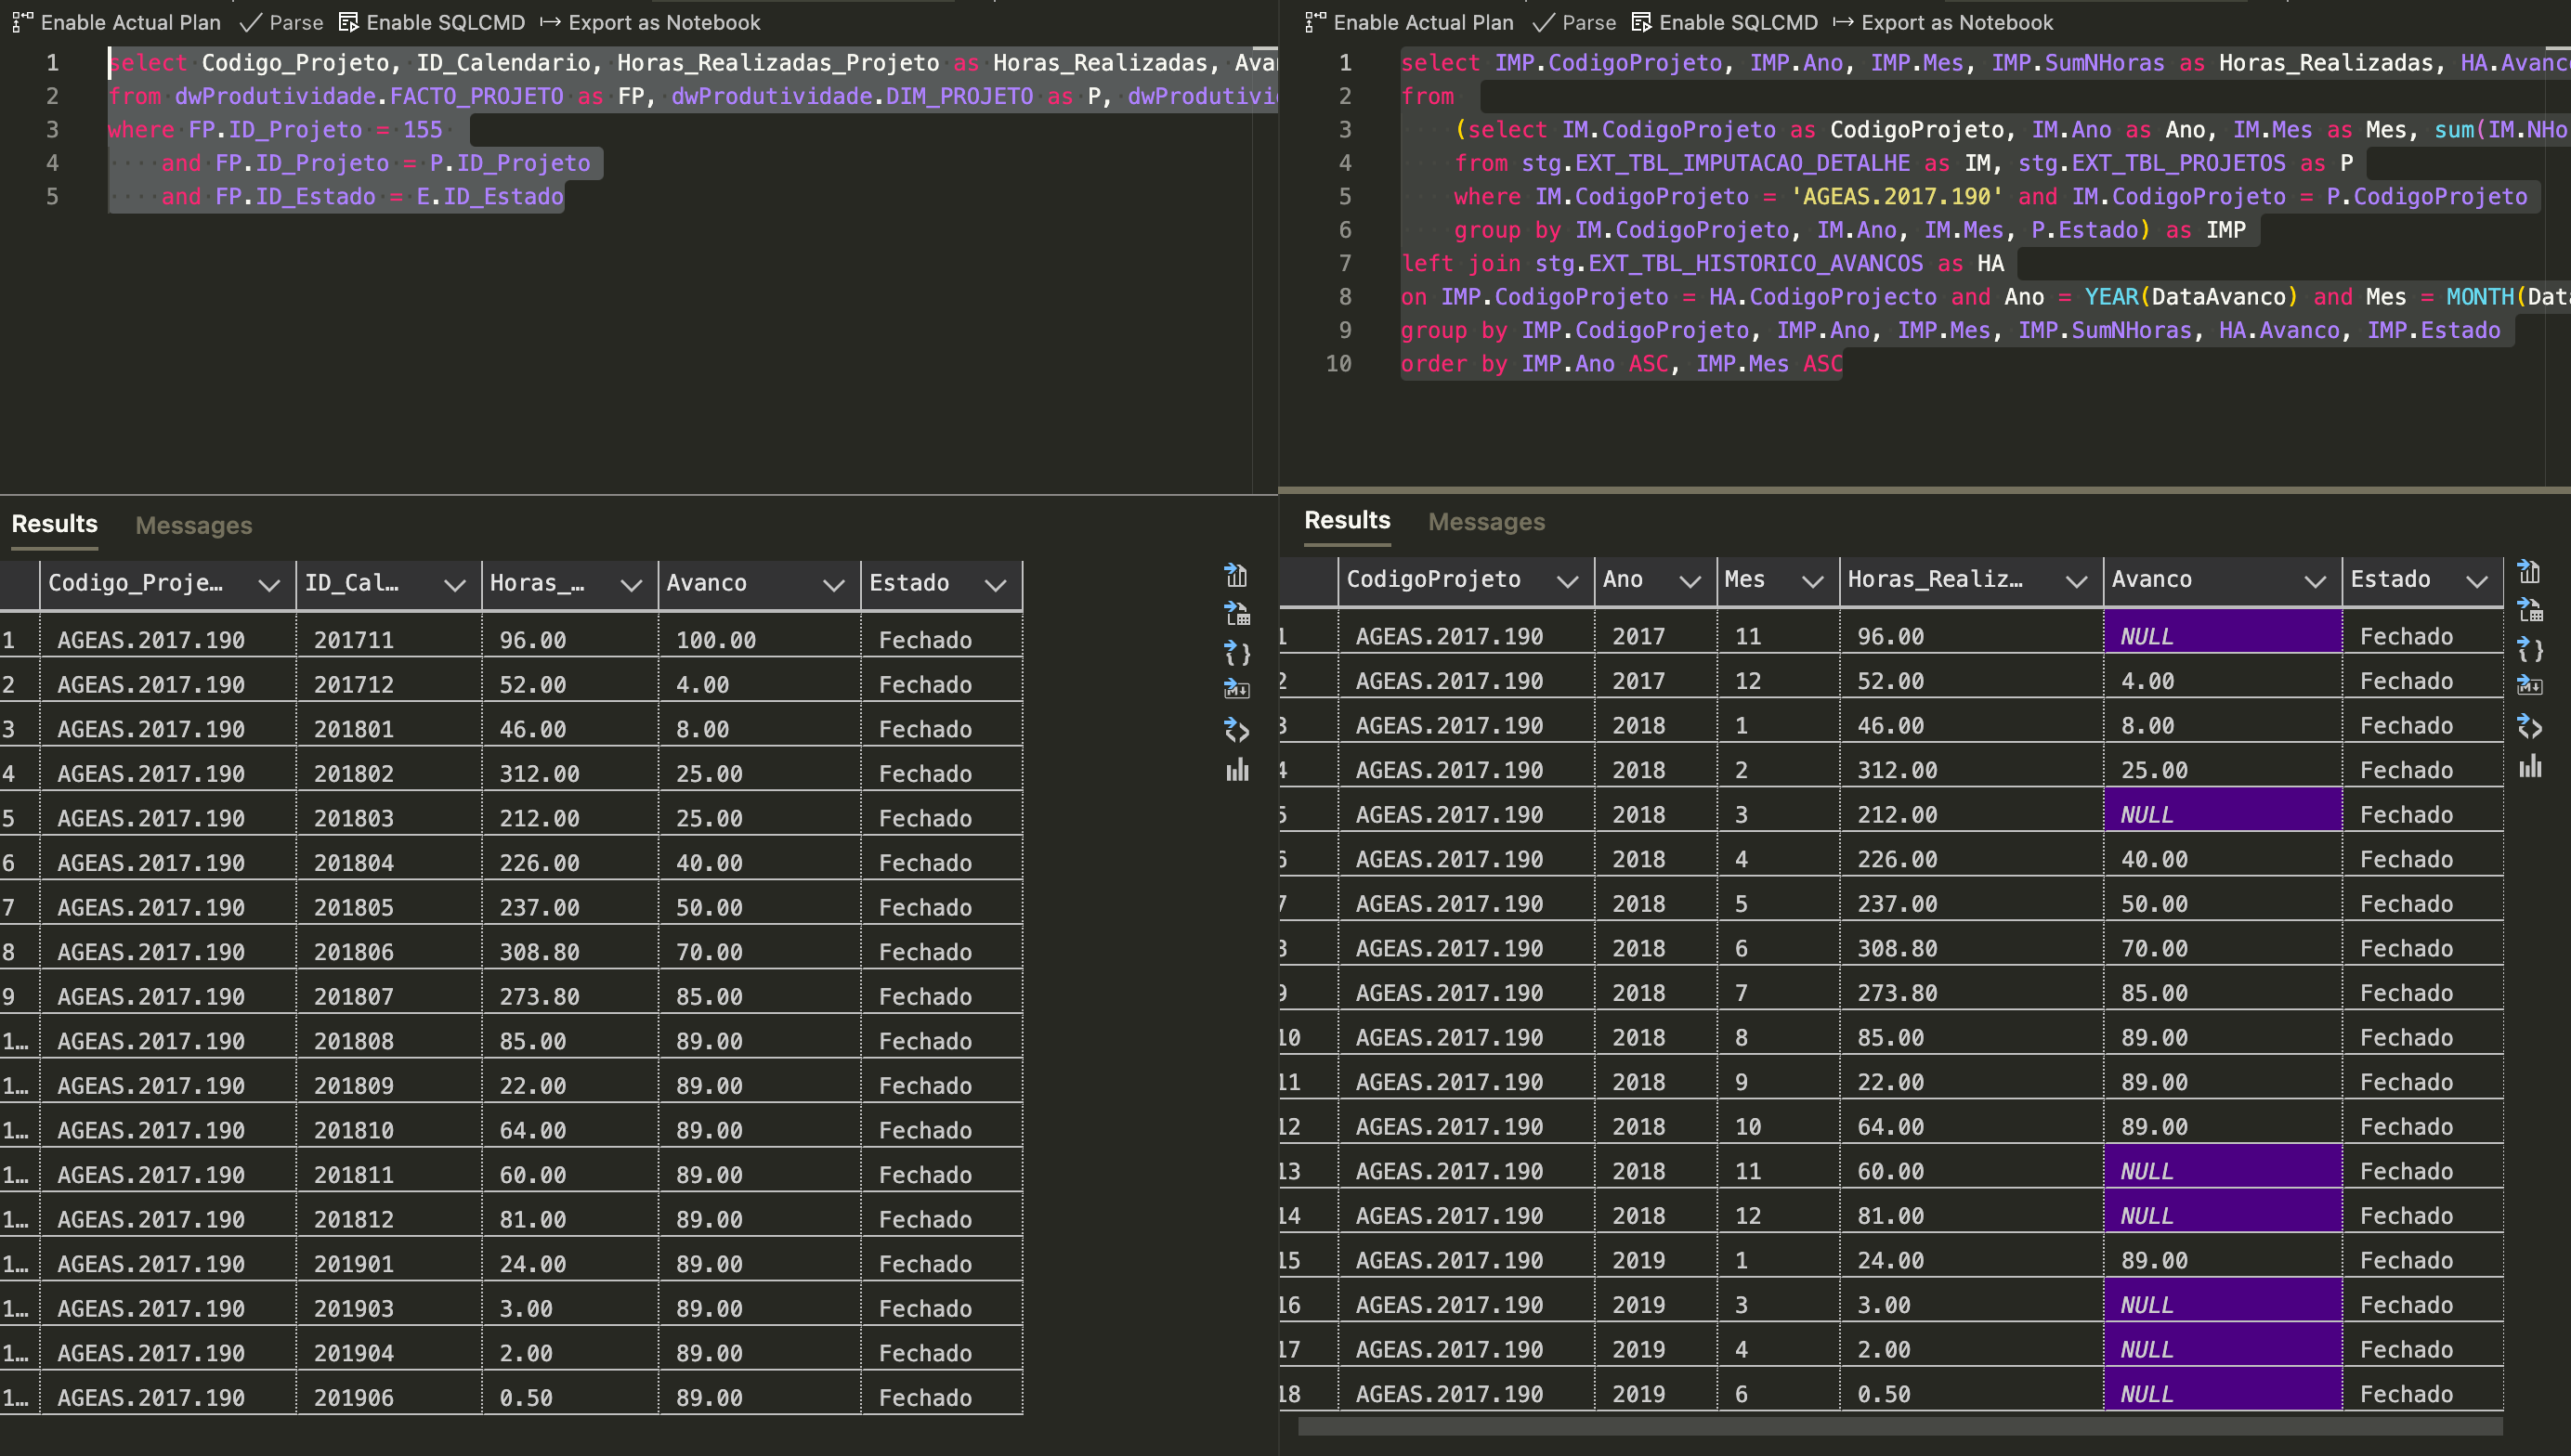 Enable Actual Plan Parse Enable SQLCMD Export as Notebook
1 select Codigo_Projeto, ID_Calendario, Horas_Realizadas_Projeto as Horas_Realizadas,
2 from dwProdutividade.FACTO_PROJETO as FP, dwProdutividade.DIM_PROJETO as P,
3 where FP.ID_Projeto = 155
4 and FP.ID_Projeto = P.ID_Projeto
5 and FP.ID_Estado = E.ID_Estado
Results Messages
Codigo_Proje… ID_Cal… Horas_… Avanco Estado
1 AGEAS.2017.190 201711 96.00 100.00 Fechado
2 AGEAS.2017.190 201712 52.00 4.00 Fechado
3 AGEAS.2017.190 201801 46.00 8.00 Fechado
4 AGEAS.2017.190 201802 312.00 25.00 Fechado
5 AGEAS.2017.190 201803 212.00 25.00 Fechado
6 AGEAS.2017.190 201804 226.00 40.00 Fechado
7 AGEAS.2017.190 201805 237.00 50.00 Fechado
8 AGEAS.2017.190 201806 308.80 70.00 Fechado
9 AGEAS.2017.190 201807 273.80 85.00 Fechado
1… AGEAS.2017.190 201808 85.00 89.00 Fechado
1… AGEAS.2017.190 201809 22.00 89.00 Fechado
1… AGEAS.2017.190 201810 64.00 89.00 Fechado
1… AGEAS.2017.190 201811 60.00 89.00 Fechado
1… AGEAS.2017.190 201812 81.00 89.00 Fechado
1… AGEAS.2017.190 201901 24.00 89.00 Fechado
1… AGEAS.2017.190 201903 3.00 89.00 Fechado
1… AGEAS.2017.190 201904 2.00 89.00 Fechado
1… AGEAS.2017.190 201906 0.50 89.00 Fechado
Enable Actual Plan Parse Enable SQLCMD Export as Notebook
1 select IMP.CodigoProjeto, IMP.Ano, IMP.Mes, IMP.SumNHoras as Horas_Realizadas, HA.Avanc
2 from
3 (select IM.CodigoProjeto as CodigoProjeto, IM.Ano as Ano, IM.Mes as Mes, sum(IM.NHo
4 from stg.EXT_TBL_IMPUTACAO_DETALHE as IM, stg.EXT_TBL_PROJETOS as P
5 where IM.CodigoProjeto = 'AGEAS.2017.190' and IM.CodigoProjeto = P.CodigoProjeto
6 group by IM.CodigoProjeto, IM.Ano, IM.Mes, P.Estado) as IMP
7 left join stg.EXT_TBL_HISTORICO_AVANCOS as HA
8 on IMP.CodigoProjeto = HA.CodigoProjecto and Ano = YEAR(DataAvanco) and Mes = MONTH(Dat
9 group by IMP.CodigoProjeto, IMP.Ano, IMP.Mes, IMP.SumNHoras, HA.Avanco, IMP.Estado
10 order by IMP.Ano ASC, IMP.Mes ASC
Results Messages
CodigoProjeto Ano Mes Horas_Realiz… Avanco Estado
1 AGEAS.2017.190 2017 11 96.00 NULL Fechado
2 AGEAS.2017.190 2017 12 52.00 4.00 Fechado
3 AGEAS.2017.190 2018 1 46.00 8.00 Fechado
4 AGEAS.2017.190 2018 2 312.00 25.00 Fechado
5 AGEAS.2017.190 2018 3 212.00 NULL Fechado
6 AGEAS.2017.190 2018 4 226.00 40.00 Fechado
7 AGEAS.2017.190 2018 5 237.00 50.00 Fechado
8 AGEAS.2017.190 2018 6 308.80 70.00 Fechado
9 AGEAS.2017.190 2018 7 273.80 85.00 Fechado
10 AGEAS.2017.190 2018 8 85.00 89.00 Fechado
11 AGEAS.2017.190 2018 9 22.00 89.00 Fechado
12 AGEAS.2017.190 2018 10 64.00 89.00 Fechado
13 AGEAS.2017.190 2018 11 60.00 NULL Fechado
14 AGEAS.2017.190 2018 12 81.00 NULL Fechado
15 AGEAS.2017.190 2019 1 24.00 89.00 Fechado
16 AGEAS.2017.190 2019 3 3.00 NULL Fechado
17 AGEAS.2017.190 2019 4 2.00 NULL Fechado
18 AGEAS.2017.190 2019 6 0.50 NULL Fechado